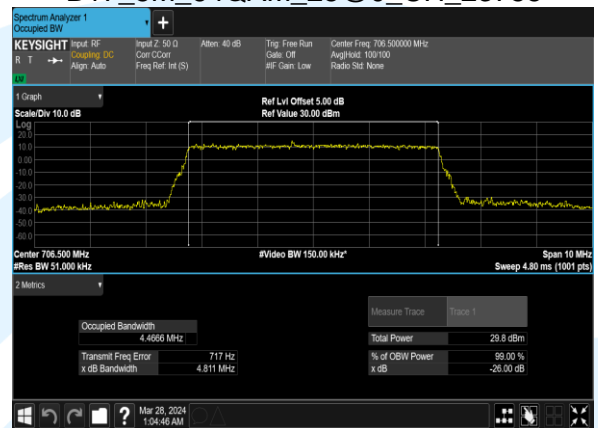 Spectrum Analyzer 1
Occupied BW
KEYSIGHT
R T
LW
Input: RF
Coupling: DC
Align: Auto
Input Z: 50 Ω
Corr CCorr
Freq Ref: Int (S)
Atten: 40 dB
Trig: Free Run
Gate: Off
#IF Gain: Low
Center Freq: 706.500000 MHz
Avg|Hold: 100/100
Radio Std: None
1 Graph
Scale/Div 10.0 dB
Ref Lvl Offset 5.00 dB
Ref Value 30.00 dBm
Log
20.0
10.0
0.00
-10.0
-20.0
-30.0
-40.0
-50.0
-60.0
Center 706.500 MHz
#Res BW 51.000 kHz
#Video BW 150.00 kHz*
Span 10 MHz
Sweep 4.80 ms (1001 pts)
2 Metrics
Measure Trace Trace 1
Occupied Bandwidth
4.4666 MHz
Total Power 29.8 dBm
Transmit Freq Error 717 Hz
% of OBW Power 99.00 %
x dB Bandwidth 4.811 MHz
x dB -26.00 dB
?
Mar 28, 2024
1:04:46 AM